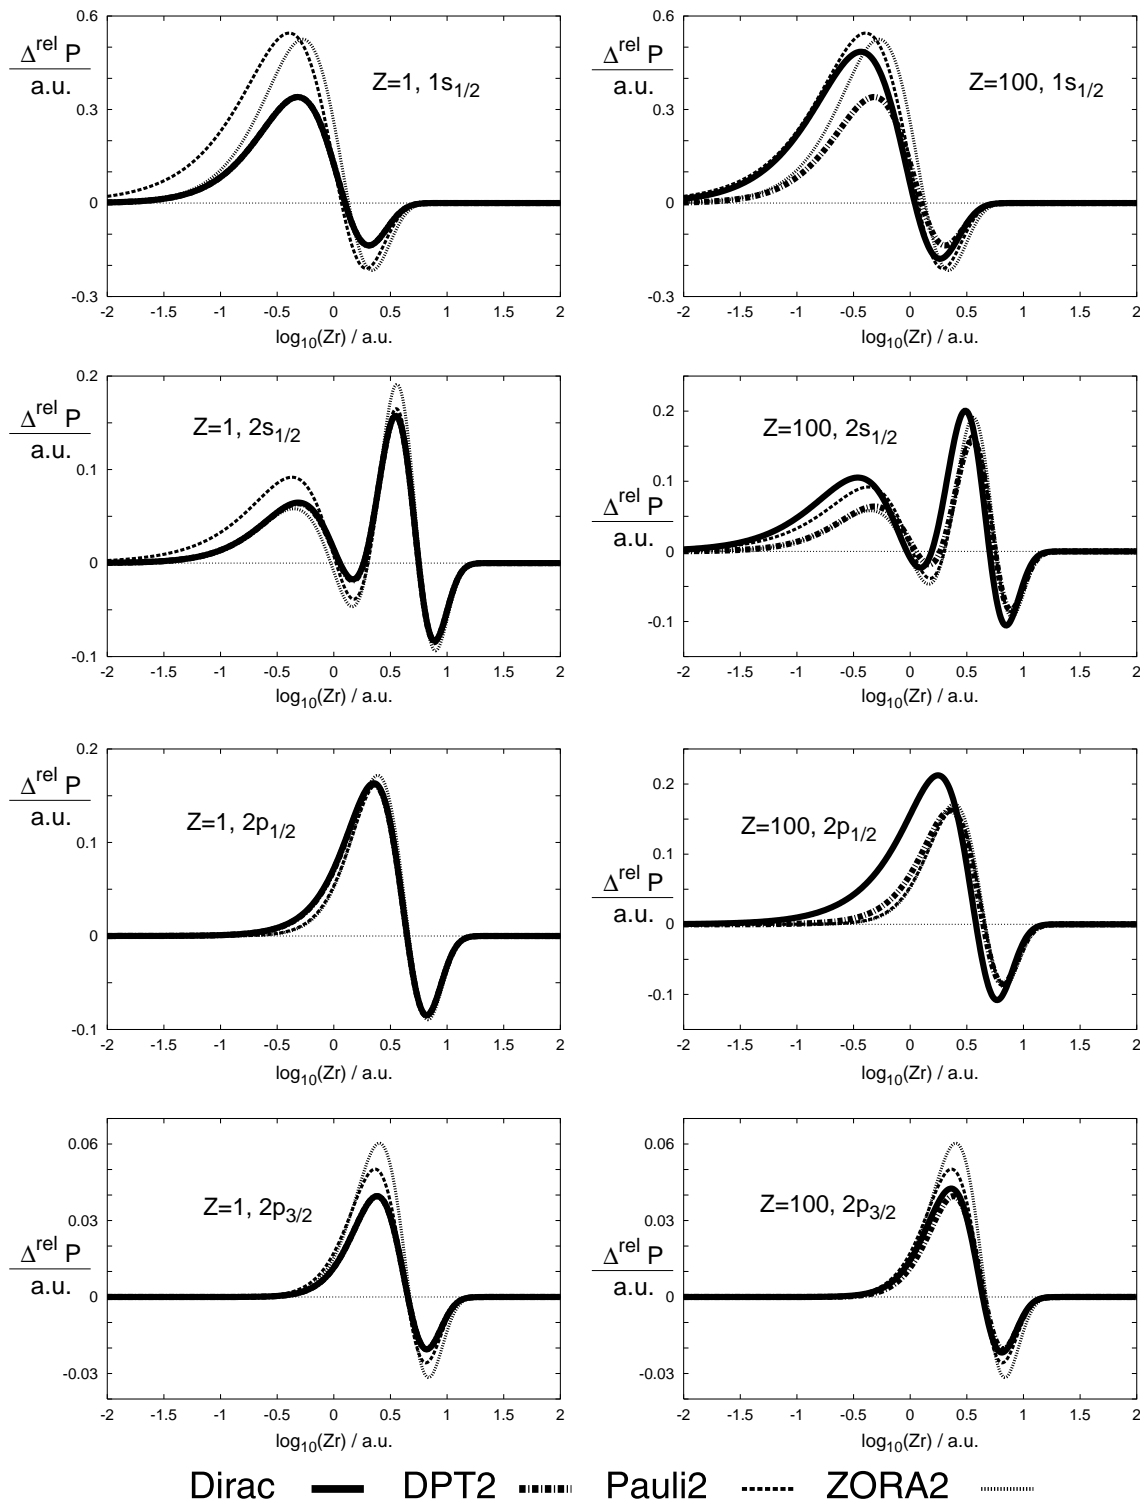 0.6
0.3
0
-0.3
Δ^rel P
a.u.
Z=1, 1s1/2
-2 -1.5 -1 -0.5 0 0.5 1 1.5 2
log10(Zr) / a.u.
0.6
0.3
0
-0.3
Δ^rel P
a.u.
Z=100, 1s1/2
-2 -1.5 -1 -0.5 0 0.5 1 1.5 2
log10(Zr) / a.u.
0.2
0.1
0
-0.1
Δ^rel P
a.u.
Z=1, 2s1/2
-2 -1.5 -1 -0.5 0 0.5 1 1.5 2
log10(Zr) / a.u.
0.2
0.1
0
-0.1
Δ^rel P
a.u.
Z=100, 2s1/2
-2 -1.5 -1 -0.5 0 0.5 1 1.5 2
log10(Zr) / a.u.
0.2
0.1
0
-0.1
Δ^rel P
a.u.
Z=1, 2p1/2
-2 -1.5 -1 -0.5 0 0.5 1 1.5 2
log10(Zr) / a.u.
0.2
0.1
0
-0.1
Δ^rel P
a.u.
Z=100, 2p1/2
-2 -1.5 -1 -0.5 0 0.5 1 1.5 2
log10(Zr) / a.u.
0.06
0.03
0
-0.03
Δ^rel P
a.u.
Z=1, 2p3/2
-2 -1.5 -1 -0.5 0 0.5 1 1.5 2
log10(Zr) / a.u.
0.06
0.03
0
-0.03
Δ^rel P
a.u.
Z=100, 2p3/2
-2 -1.5 -1 -0.5 0 0.5 1 1.5 2
log10(Zr) / a.u.
Dirac DPT2 Pauli2 ZORA2